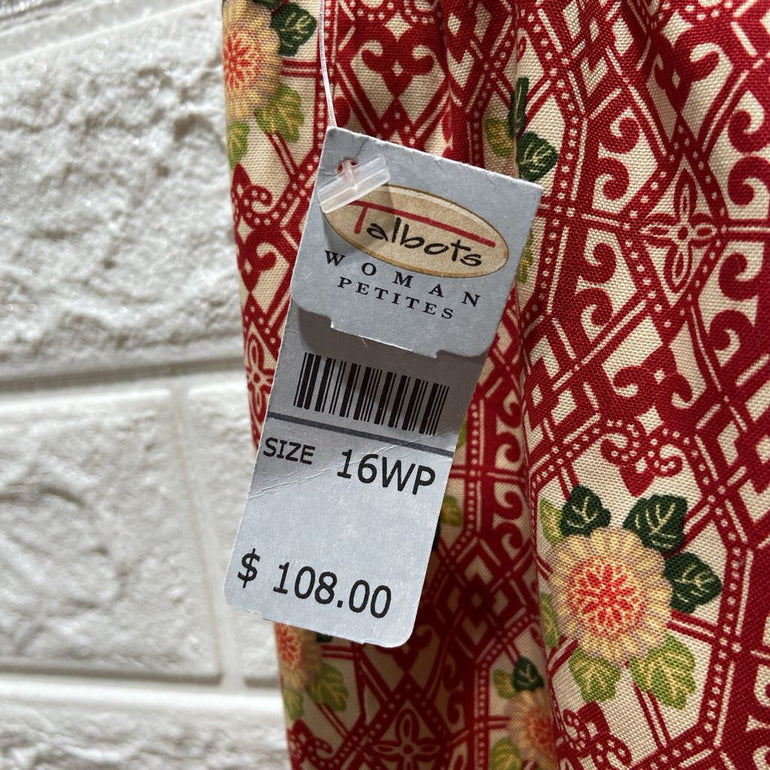 Talbots
WOMAN
PETITES
SIZE 16WP
$ 108.00